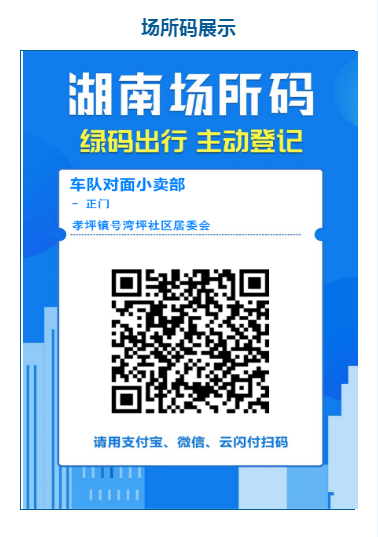 场所码展示
湖南场所码
绿码出行 主动登记
车队对面小卖部
- 正门
孝坪镇号湾坪社区居委会
请用支付宝、微信、云闪付扫码